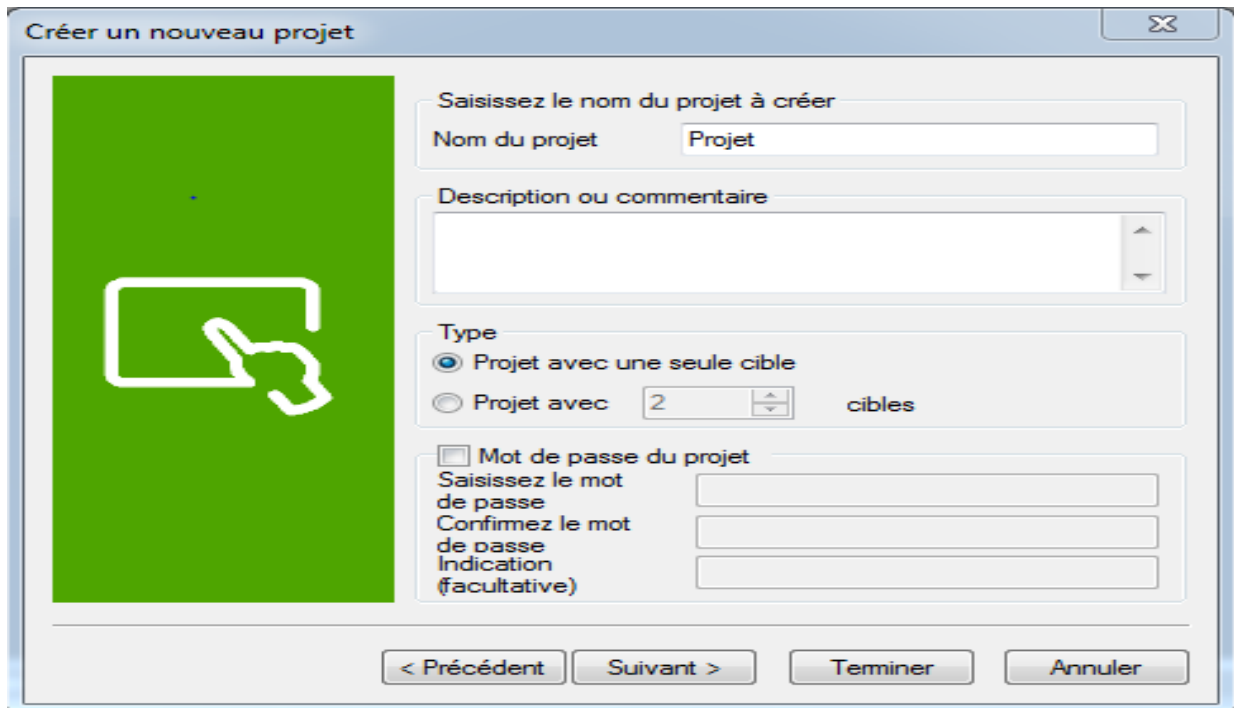 Créer un nouveau projet
Saisissez le nom du projet à créer
Nom du projet Projet
Description ou commentaire
Type
Projet avec une seule cible
Projet avec 2 cibles
Mot de passe du projet
Saisissez le mot
de passe
Confirmez le mot
de passe
Indication
(facultative)
< Précédent Suivant > Terminer Annuler